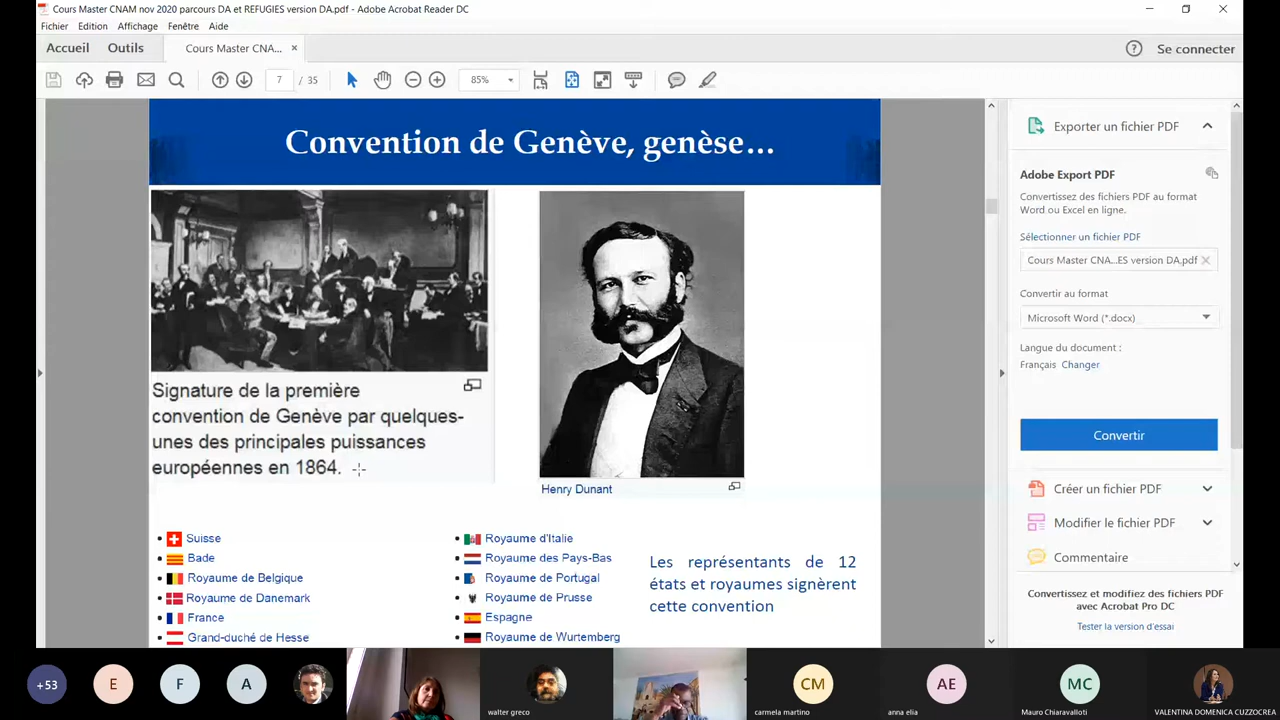 Cours Master CNAM nov 2020 parcours DA et REFUGIES version DA.pdf - Adobe Acrobat Reader DC
Fichier Edition Affichage Fenêtre Aide
Accueil Outils Cours Master CNA... × Se connecter
7 / 35 85%
Convention de Genève, genèse...
Signature de la première
convention de Genève par quelques-
unes des principales puissances
européennes en 1864.
Henry Dunant
• Suisse
• Bade
• Royaume de Belgique
• Royaume de Danemark
• France
• Grand-duché de Hesse
• Royaume d'Italie
• Royaume des Pays-Bas
• Royaume de Portugal
• Royaume de Prusse
• Espagne
• Royaume de Wurtemberg
Les représentants de 12
états et royaumes signèrent
cette convention
Exporter un fichier PDF
Adobe Export PDF
Convertissez des fichiers PDF au format
Word ou Excel en ligne.
Sélectionner un fichier PDF
Cours Master CNA...ES version DA.pdf ×
Convertir au format
Microsoft Word (*.docx)
Langue du document :
Français Changer
Convertir
Créer un fichier PDF
Modifier le fichier PDF
Commentaire
Convertissez et modifiez des fichiers PDF
avec Acrobat Pro DC
Tester la version d'essai
+53 E F A CM AE MC
walter greco carmela martino anna elia Mauro Chiaravalloti VALENTINA DOMENICA CUZZOCREA